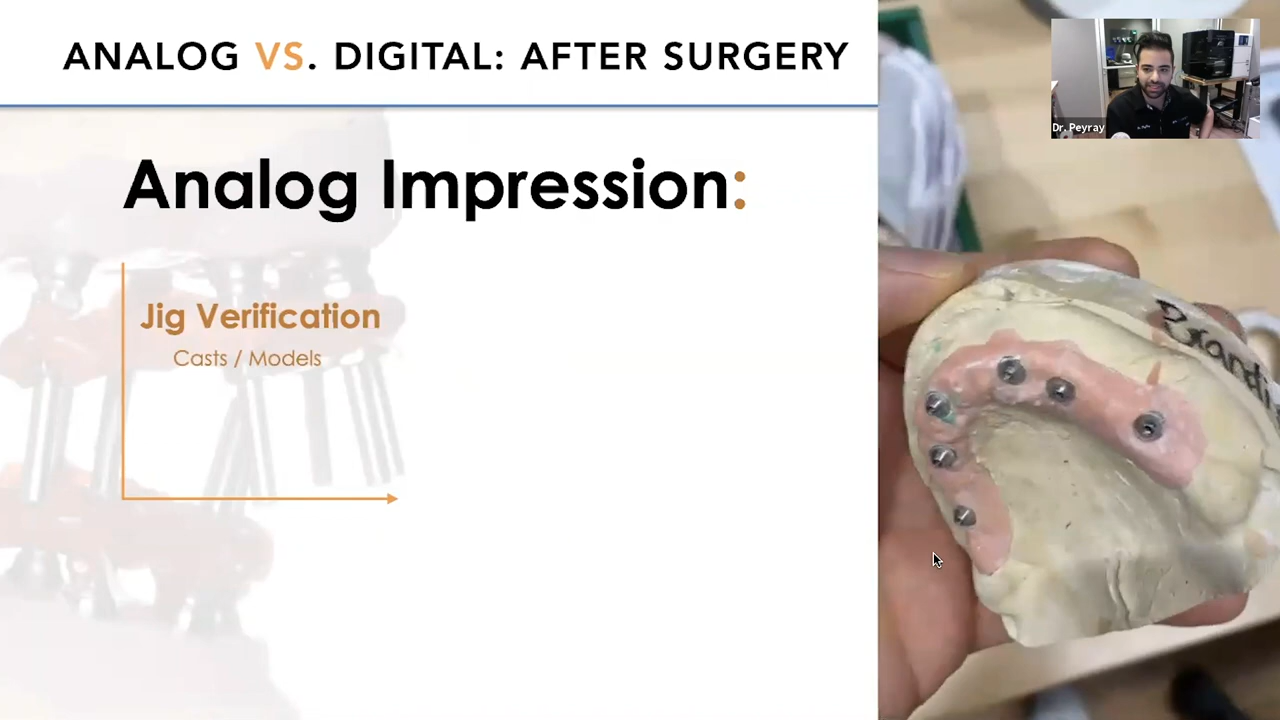 ANALOG VS. DIGITAL: AFTER SURGERY
Dr. Peyray
Analog Impression:
Jig Verification
Casts / Models